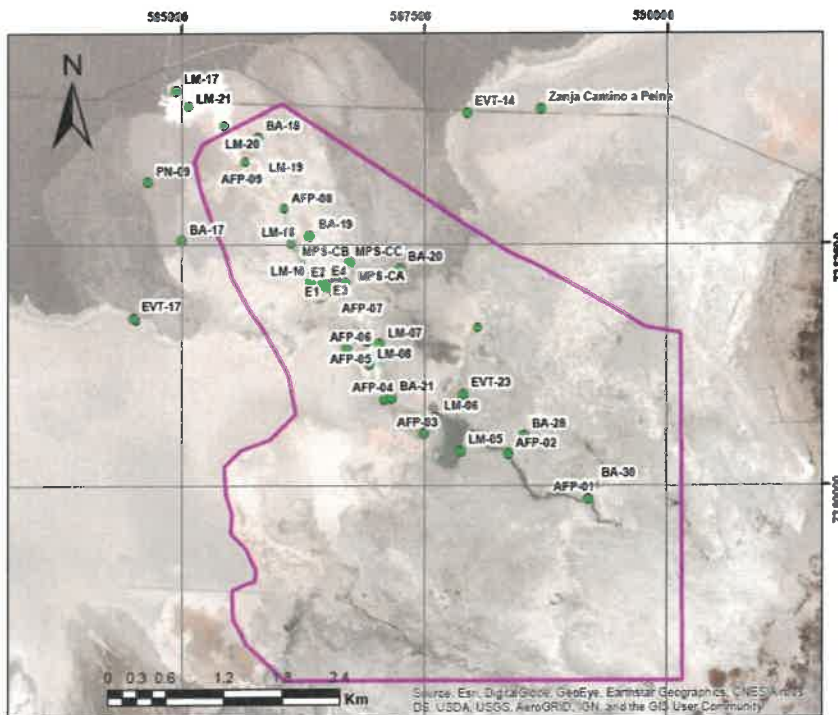 585000 587500 590000
N
LM-17
LM-21
EVT-14
Zanja Camino a Peine
BA-18
LM-20
LM-19
AFP-09
PN-09
AFP-08
BA-19
BA-17
LM-18
MPS-CB MPS-CC
BA-20
LM-10 E2 E4 MPS-CA
E1 E3
AFP-07
EVT-17
AFP-06 LM-07
AFP-05 LM-08
AFP-04 BA-21 EVT-23
LM-06
AFP-03 BA-28
LM-05 AFP-02
BA-30
AFP-01
0 0.3 0.6 1.2 1.8 2.4
Km
Source: Esri, DigitalGlobe, GeoEye, Earthstar Geographics, CNES/Airbus
DS, USDA, USGS, AeroGRID, IGN, and the GIS User Community